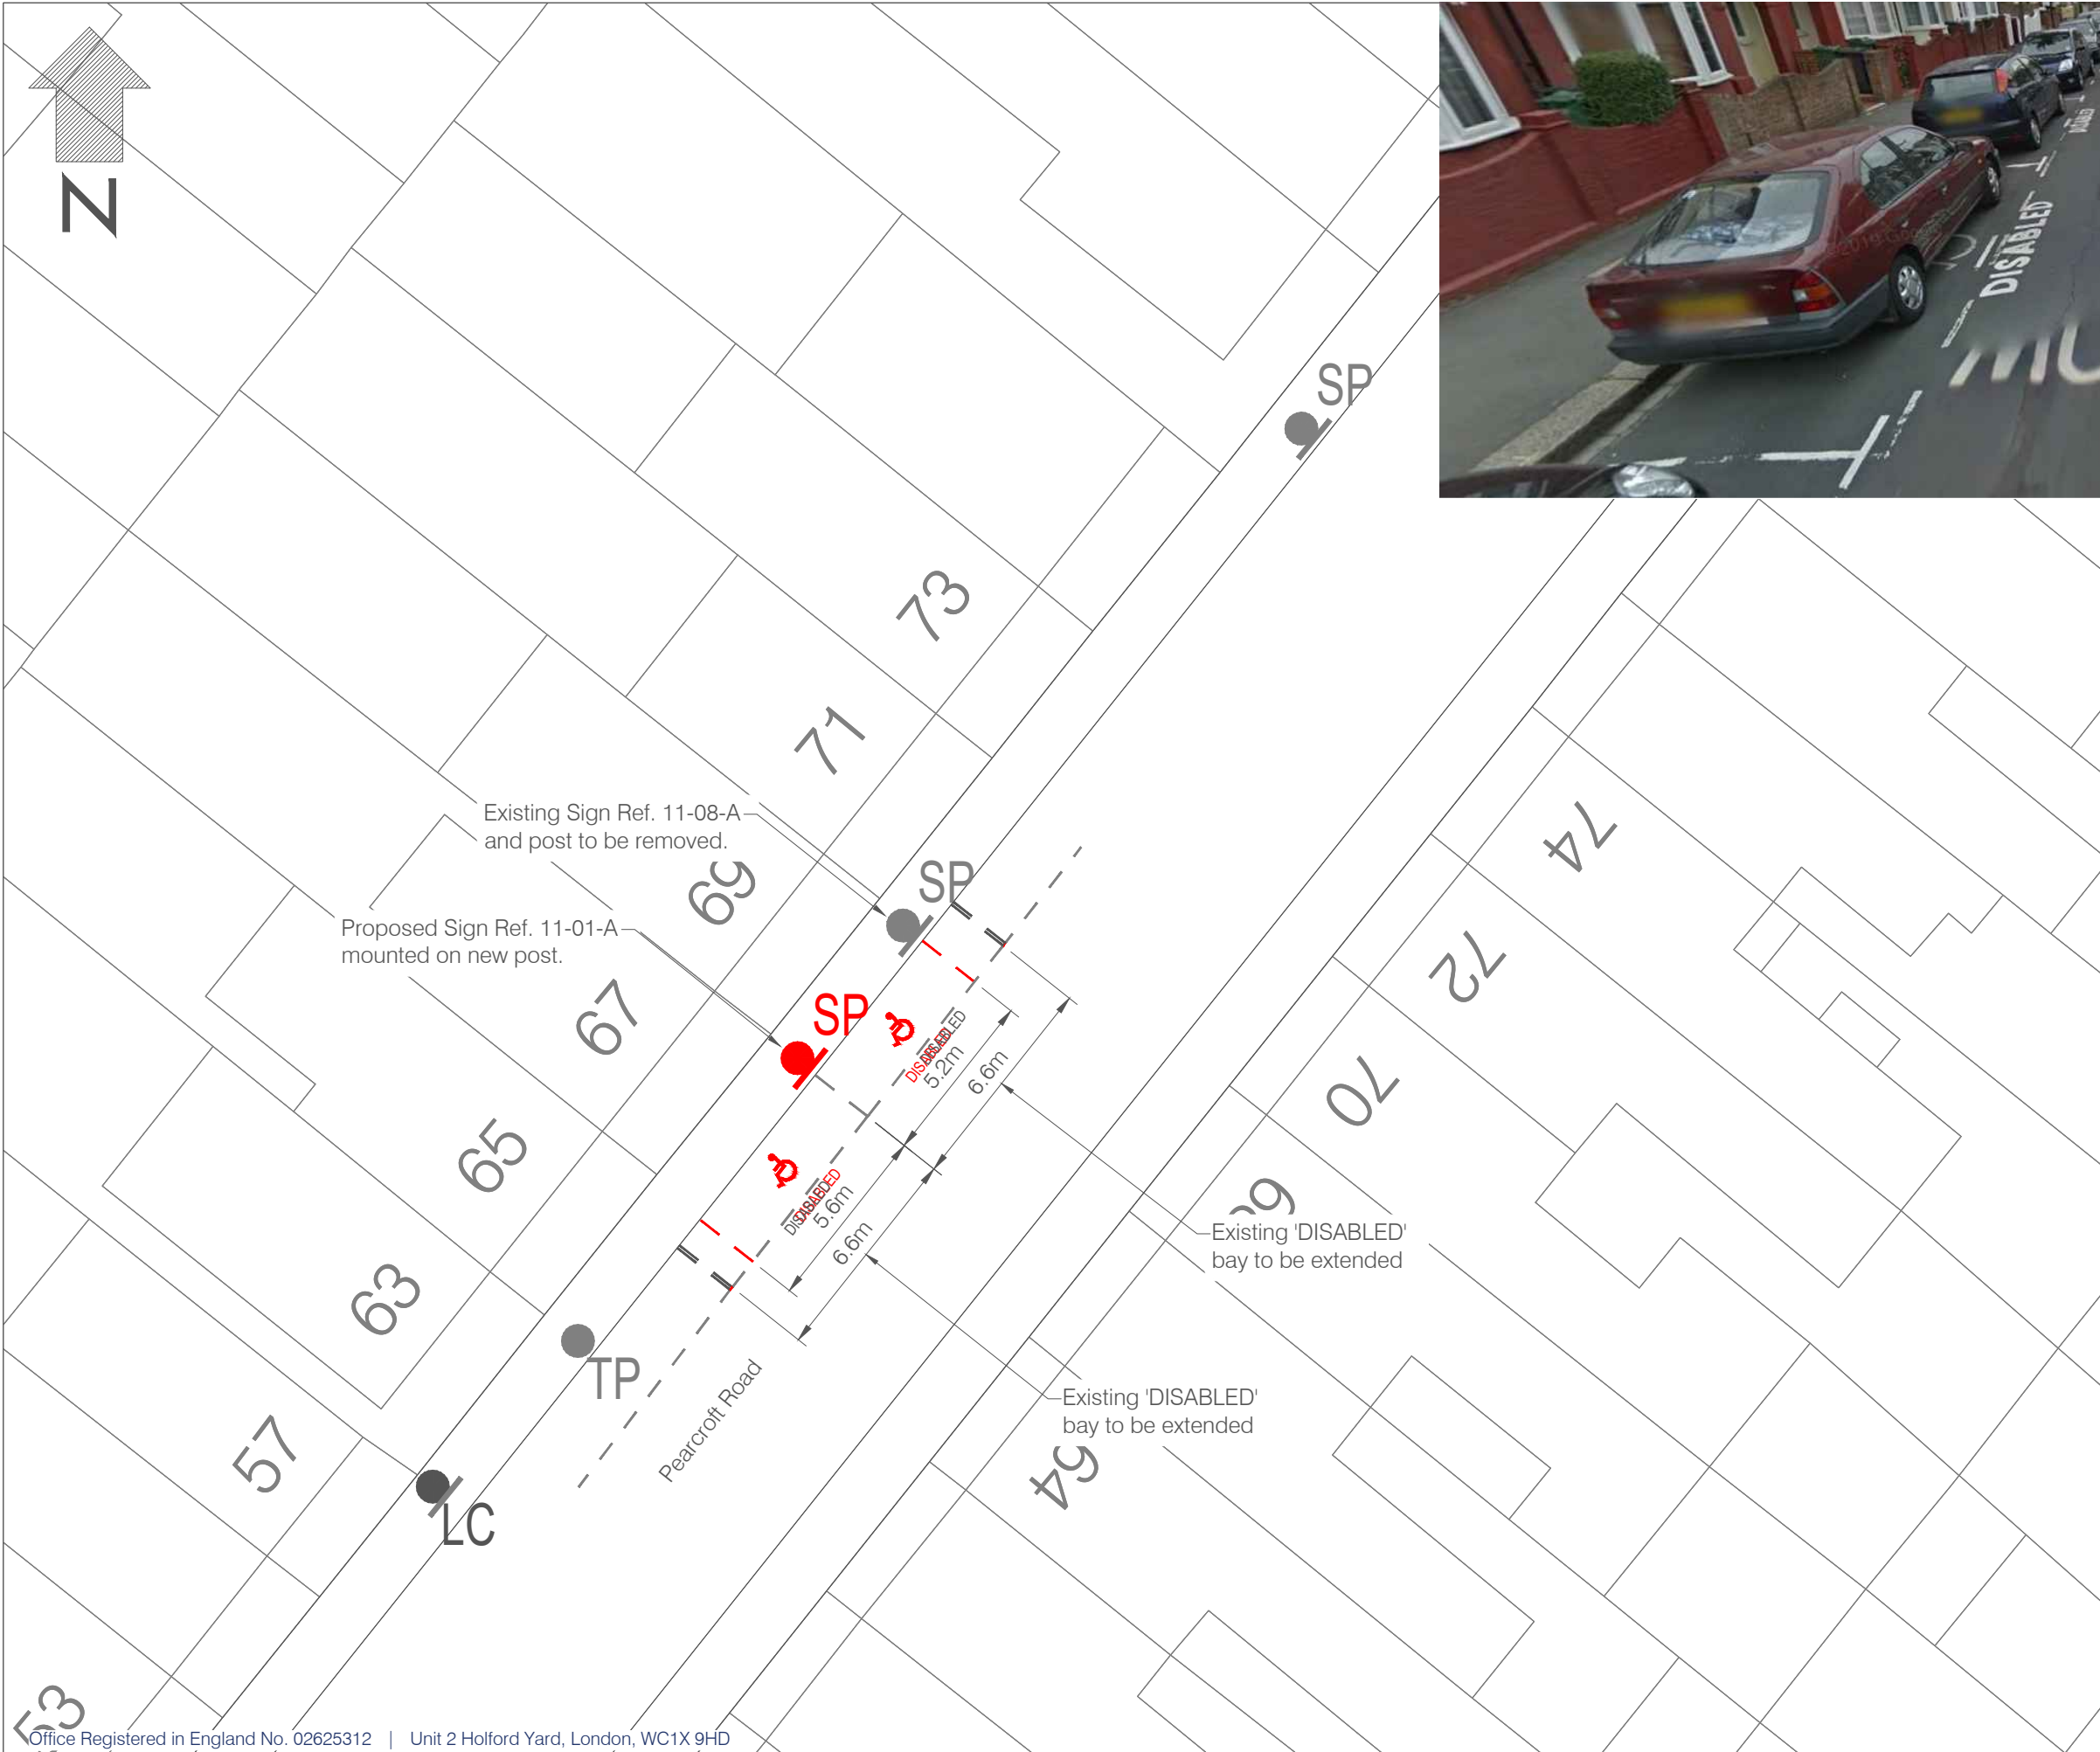 N
DISABLED
SP
73
71
Existing Sign Ref. 11-08-A
and post to be removed.
69
SP
Proposed Sign Ref. 11-01-A
mounted on new post.
67
SP
DISABLED
DISABLED
5.2m
6.6m
65
DISABLED
DISABLED
5.6m
6.6m
63
TP
57
LC
Pearcroft Road
74
72
70
Existing 'DISABLED'
bay to be extended
Existing 'DISABLED'
bay to be extended
64
53
Office Registered in England No. 02625312 | Unit 2 Holford Yard, London, WC1X 9HD